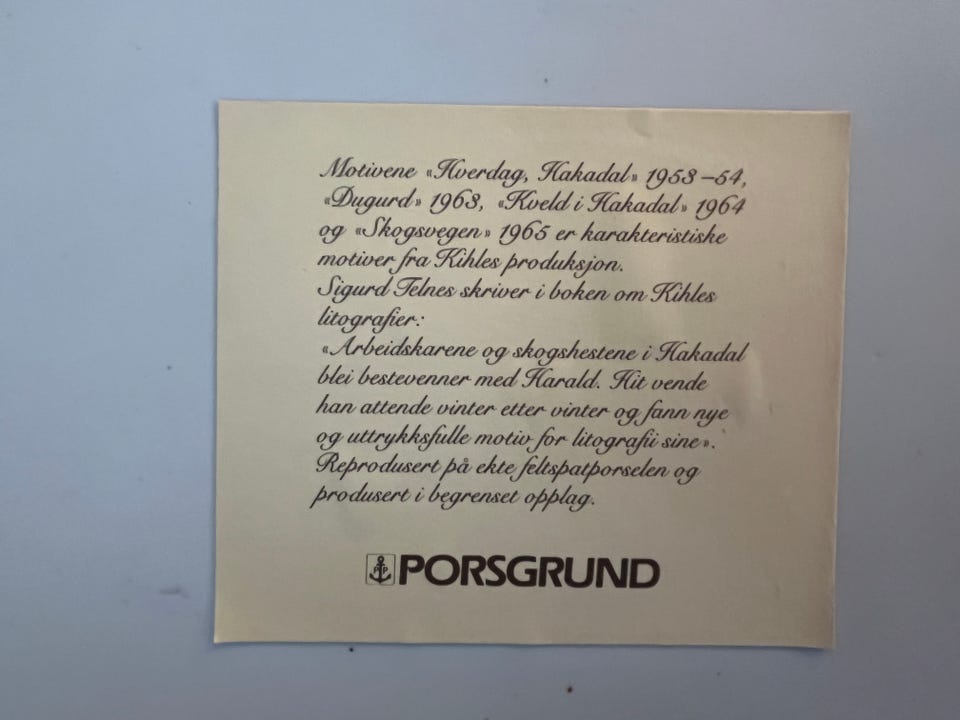 Motivene «Hverdag, Hakadal» 1953–54,
«Dugurd» 1963, «Kveld i Hakadal» 1964
og «Skogsvegen» 1965 er karakteristiske
motiver fra Kihles produksjon.
Sigurd Telnes skriver i boken om Kihles
litografier:
«Arbeidskarene og skogshestene i Hakadal
blei bestevenner med Harald. Hit vende
han attende vinter etter vinter og fann nye
og uttrykksfulle motiv for litografii sine».
Reprodusert på ekte feltspatporselen og
produsert i begrenset opplag.
PP PORSGRUND